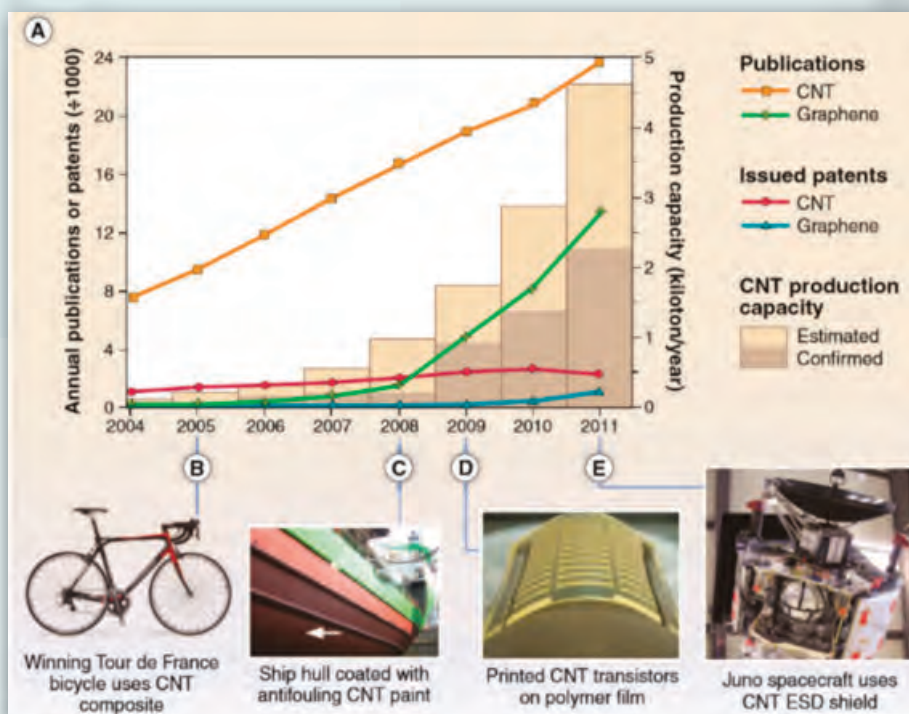 A
Annual publications or patents (÷1000)
24
20
16
12
8
4
0
5
4
3
2
1
0
Production capacity (kiloton/year)
2004 2005 2006 2007 2008 2009 2010 2011
Publications
CNT
Graphene
Issued patents
CNT
Graphene
CNT production
capacity
Estimated
Confirmed
B
C
D
E
Winning Tour de France
bicycle uses CNT
composite
Ship hull coated with
antifouling CNT paint
Printed CNT transistors
on polymer film
Juno spacecraft uses
CNT ESD shield